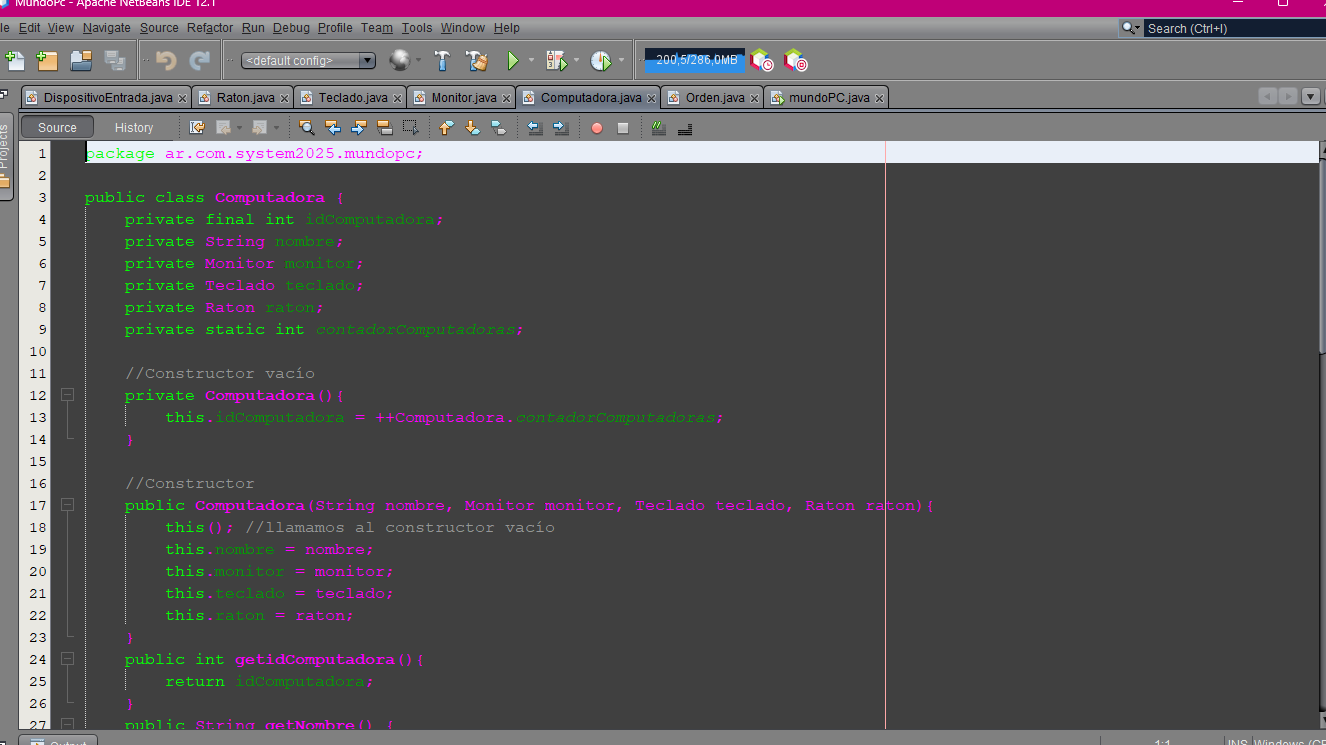 MundoPc - Apache NetBeans IDE 12.1
le Edit View Navigate Source Refactor Run Debug Profile Team Tools Window Help
Search (Ctrl+I)
<default config>
200,5/286,0MB
DispositivoEntrada.java Raton.java Teclado.java Monitor.java Computadora.java Orden.java mundoPC.java
Source History
Projects
1 package ar.com.system2025.mundopc;
2
3 public class Computadora {
4 private final int idComputadora;
5 private String nombre;
6 private Monitor monitor;
7 private Teclado teclado;
8 private Raton raton;
9 private static int contadorComputadoras;
10
11 //Constructor vacío
12 private Computadora(){
13 this.idComputadora = ++Computadora.contadorComputadoras;
14 }
15
16 //Constructor
17 public Computadora(String nombre, Monitor monitor, Teclado teclado, Raton raton){
18 this(); //llamamos al constructor vacío
19 this.nombre = nombre;
20 this.monitor = monitor;
21 this.teclado = teclado;
22 this.raton = raton;
23 }
24 public int getidComputadora(){
25 return idComputadora;
26 }
27 public String getNombre() {
Output
1:1 INS Windows (CR